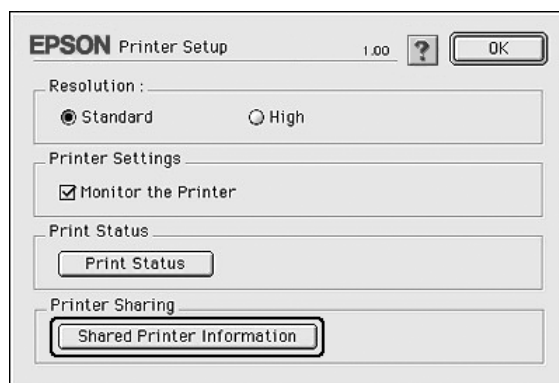 EPSON Printer Setup 1.00 ? OK
Resolution :
Standard High
Printer Settings
Monitor the Printer
Print Status
Print Status
Printer Sharing
Shared Printer Information